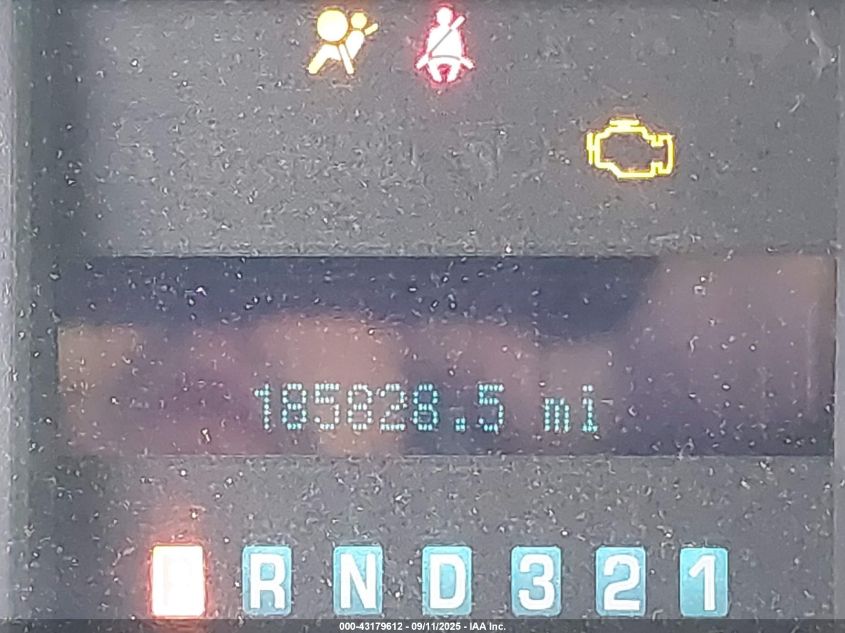 185828.5 mi
P R N D 3 2 1
000-43179612 - 09/11/2025 - IAA Inc.